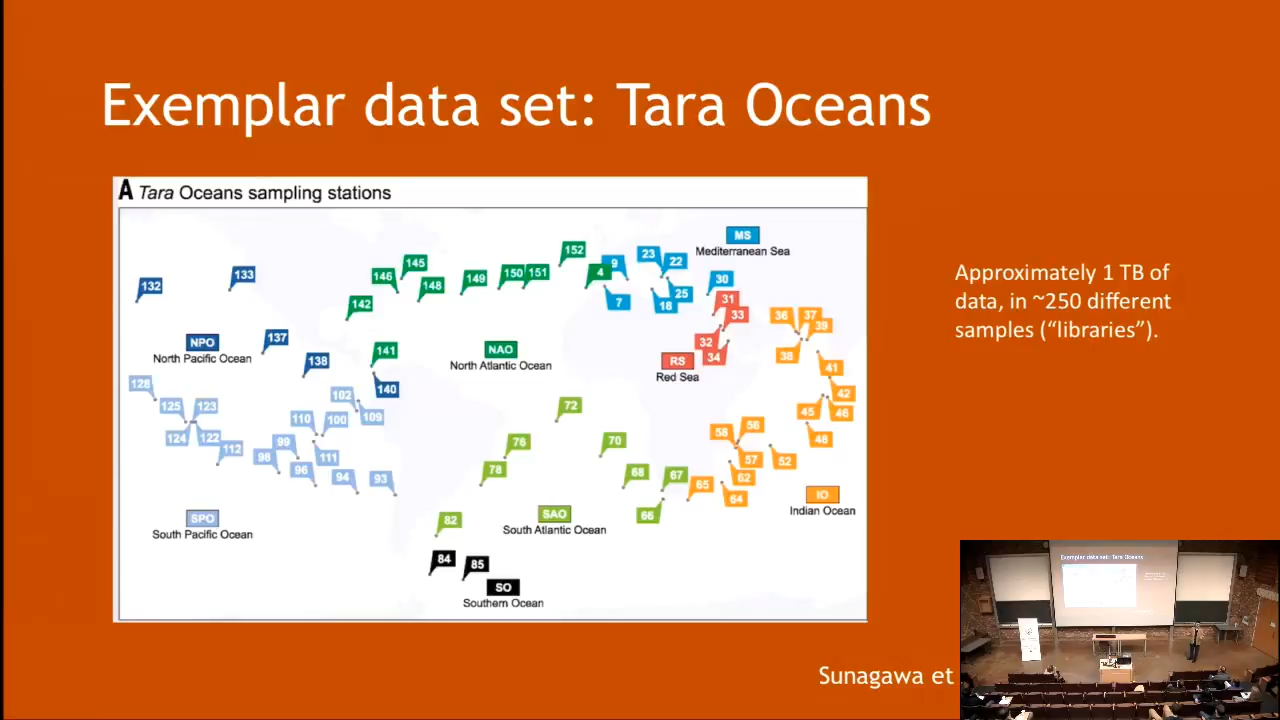 Exemplar data set: Tara Oceans
A Tara Oceans sampling stations
MS
Mediterranean Sea
152
145
146
148
149
150
151
4
9
23
22
7
18
25
30
133
132
142
31
33
32
34
36
37
39
38
NPO
North Pacific Ocean
137
138
141
140
NAO
North Atlantic Ocean
RS
Red Sea
41
42
45
46
48
128
125
123
124
122
112
102
109
110
100
99
98
96
111
94
93
72
76
78
70
68
67
66
65
58
56
57
62
64
52
IO
Indian Ocean
SPO
South Pacific Ocean
SAO
South Atlantic Ocean
82
84
85
SO
Southern Ocean
Approximately 1 TB of
data, in ~250 different
samples (“libraries”).
Sunagawa et
Exemplar data set: Tara Oceans